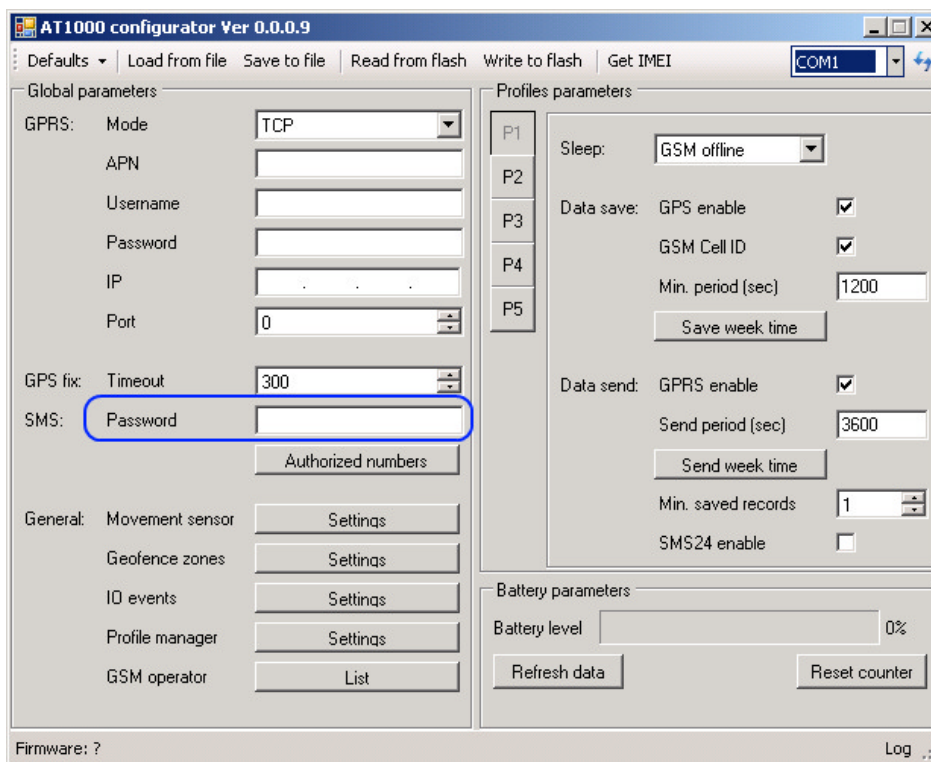 AT1000 configurator Ver 0.0.0.9
Defaults Load from file Save to file Read from flash Write to flash Get IMEI COM1
Global parameters
GPRS: Mode TCP
APN
Username
Password
IP . . .
Port 0
GPS fix: Timeout 300
SMS: Password
Authorized numbers
General: Movement sensor Settings
Geofence zones Settings
IO events Settings
Profile manager Settings
GSM operator List
Profiles parameters
P1
P2
P3
P4
P5
Sleep: GSM offline
Data save: GPS enable
GSM Cell ID
Min. period (sec) 1200
Save week time
Data send: GPRS enable
Send period (sec) 3600
Send week time
Min. saved records 1
SMS24 enable
Battery parameters
Battery level 0%
Refresh data Reset counter
Firmware: ? Log